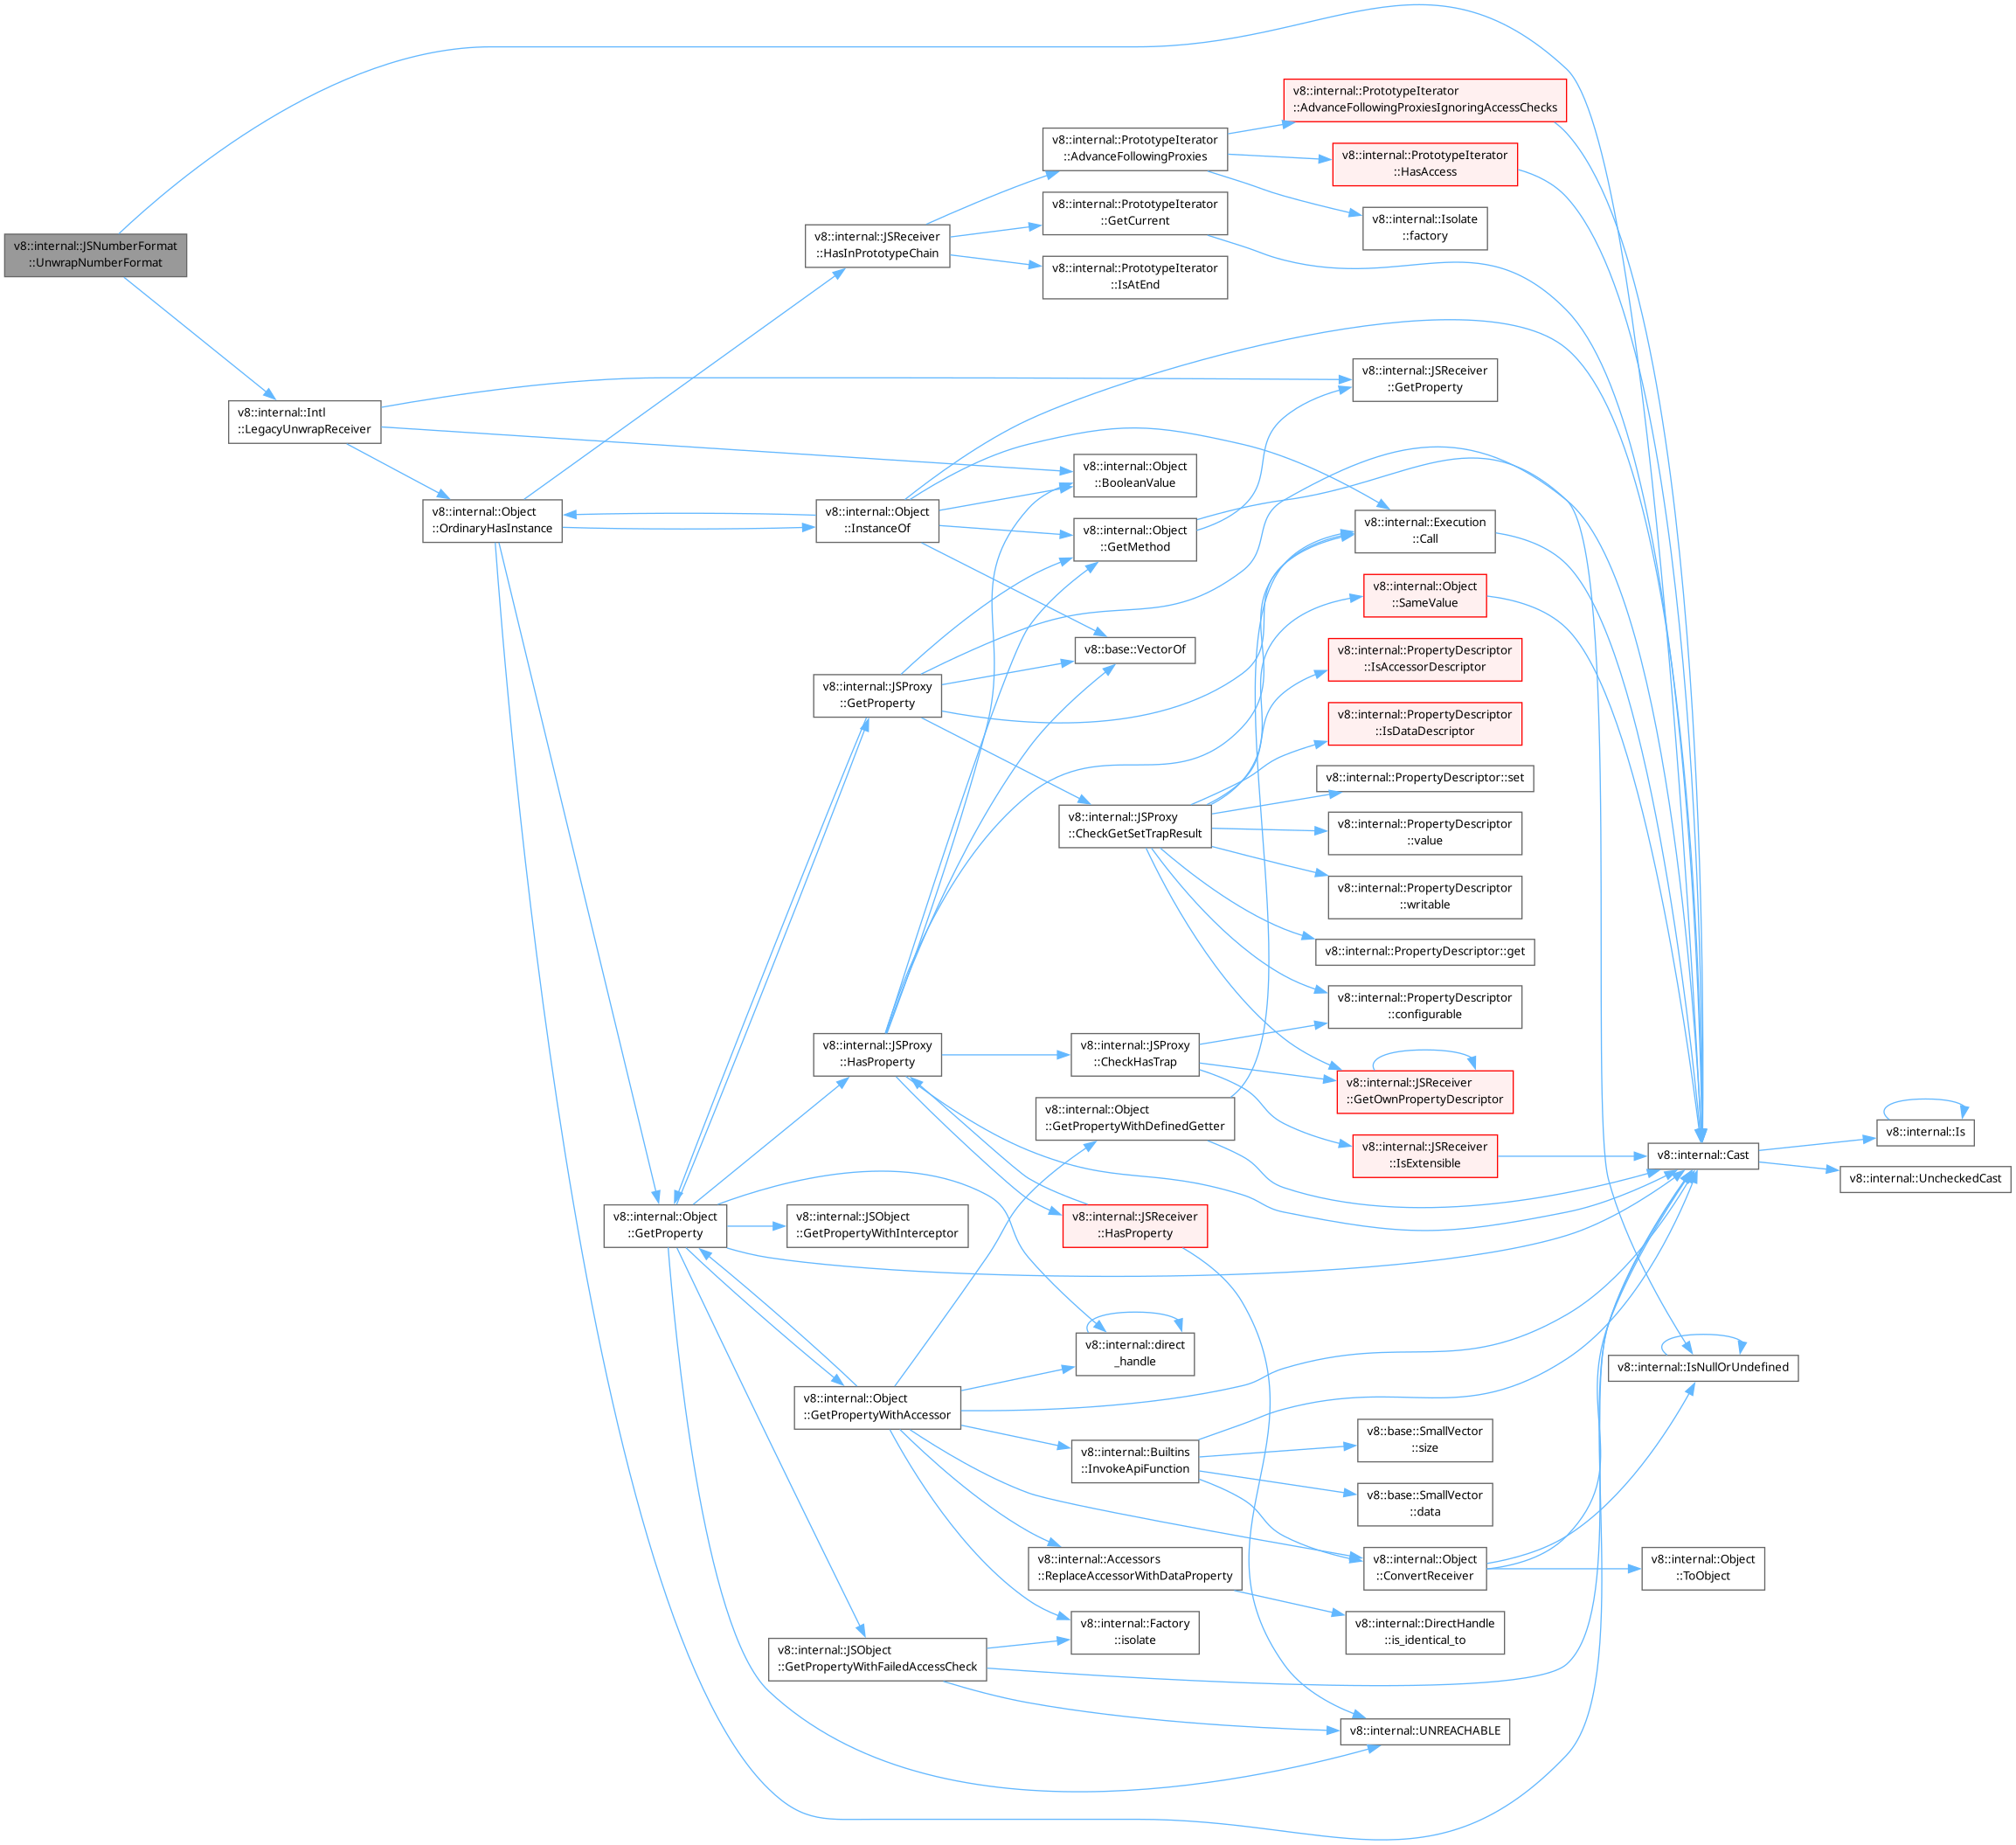 v8::internal::JSNumberFormat
::UnwrapNumberFormat
v8::internal::Intl
::LegacyUnwrapReceiver
v8::internal::Object
::OrdinaryHasInstance
v8::internal::Object
::GetProperty
v8::internal::JSReceiver
::HasInPrototypeChain
v8::internal::Object
::InstanceOf
v8::internal::JSProxy
::GetProperty
v8::internal::JSProxy
::HasProperty
v8::internal::JSObject
::GetPropertyWithInterceptor
v8::internal::Object
::GetPropertyWithAccessor
v8::internal::JSObject
::GetPropertyWithFailedAccessCheck
v8::internal::PrototypeIterator
::AdvanceFollowingProxies
v8::internal::PrototypeIterator
::GetCurrent
v8::internal::PrototypeIterator
::IsAtEnd
v8::internal::Object
::BooleanValue
v8::internal::Object
::GetMethod
v8::base::VectorOf
v8::internal::JSProxy
::CheckGetSetTrapResult
v8::internal::JSProxy
::CheckHasTrap
v8::internal::Object
::GetPropertyWithDefinedGetter
v8::internal::JSReceiver
::HasProperty
v8::internal::direct
_handle
v8::internal::Builtins
::InvokeApiFunction
v8::internal::Accessors
::ReplaceAccessorWithDataProperty
v8::internal::Factory
::isolate
v8::internal::PrototypeIterator
::AdvanceFollowingProxiesIgnoringAccessChecks
v8::internal::PrototypeIterator
::HasAccess
v8::internal::Isolate
::factory
v8::internal::JSReceiver
::GetProperty
v8::internal::Execution
::Call
v8::internal::Object
::SameValue
v8::internal::PropertyDescriptor
::IsAccessorDescriptor
v8::internal::PropertyDescriptor
::IsDataDescriptor
v8::internal::PropertyDescriptor::set
v8::internal::PropertyDescriptor
::value
v8::internal::PropertyDescriptor
::writable
v8::internal::PropertyDescriptor::get
v8::internal::PropertyDescriptor
::configurable
v8::internal::JSReceiver
::GetOwnPropertyDescriptor
v8::internal::JSReceiver
::IsExtensible
v8::base::SmallVector
::size
v8::base::SmallVector
::data
v8::internal::Object
::ConvertReceiver
v8::internal::DirectHandle
::is_identical_to
v8::internal::UNREACHABLE
v8::internal::Cast
v8::internal::IsNullOrUndefined
v8::internal::Object
::ToObject
v8::internal::Is
v8::internal::UncheckedCast